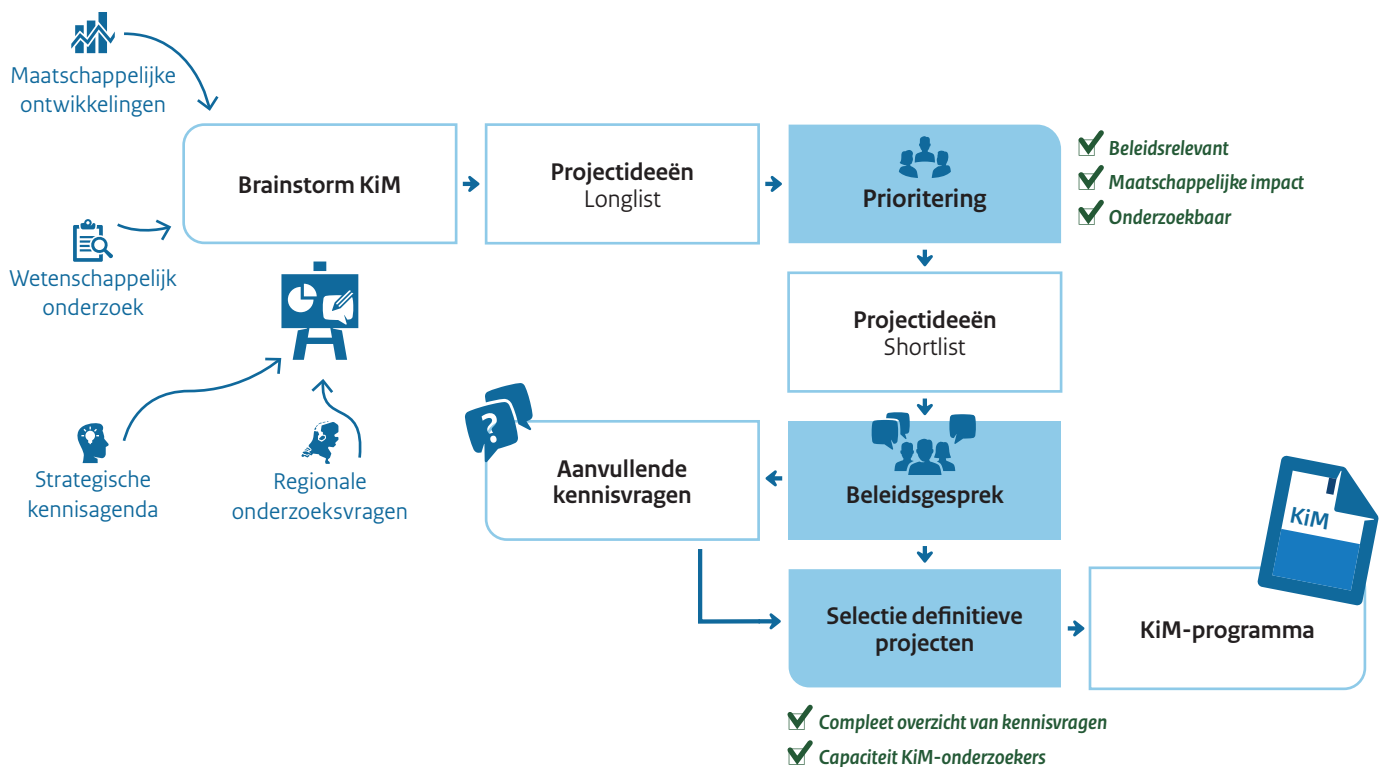 Maatschappelijke
ontwikkelingen
Brainstorm KiM
Projectideeën
Longlist
Prioritering
Beleidsrelevant
Maatschappelijke impact
Onderzoekbaar
Wetenschappelijk
onderzoek
Projectideeën
Shortlist
Strategische
kennisagenda
Regionale
onderzoeksvragen
?
Aanvullende
kennisvragen
Beleidsgesprek
KiM
Selectie definitieve
projecten
KiM-programma
Compleet overzicht van kennisvragen
Capaciteit KiM-onderzoekers